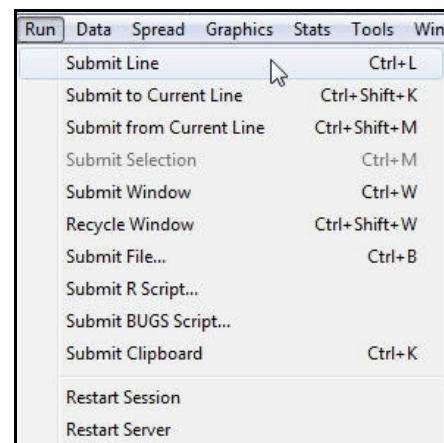 Run Data Spread Graphics Stats Tools Win
Submit Line Ctrl+L
Submit to Current Line Ctrl+Shift+K
Submit from Current Line Ctrl+Shift+M
Submit Selection Ctrl+M
Submit Window Ctrl+W
Recycle Window Ctrl+Shift+W
Submit File... Ctrl+B
Submit R Script...
Submit BUGS Script...
Submit Clipboard Ctrl+K
Restart Session
Restart Server